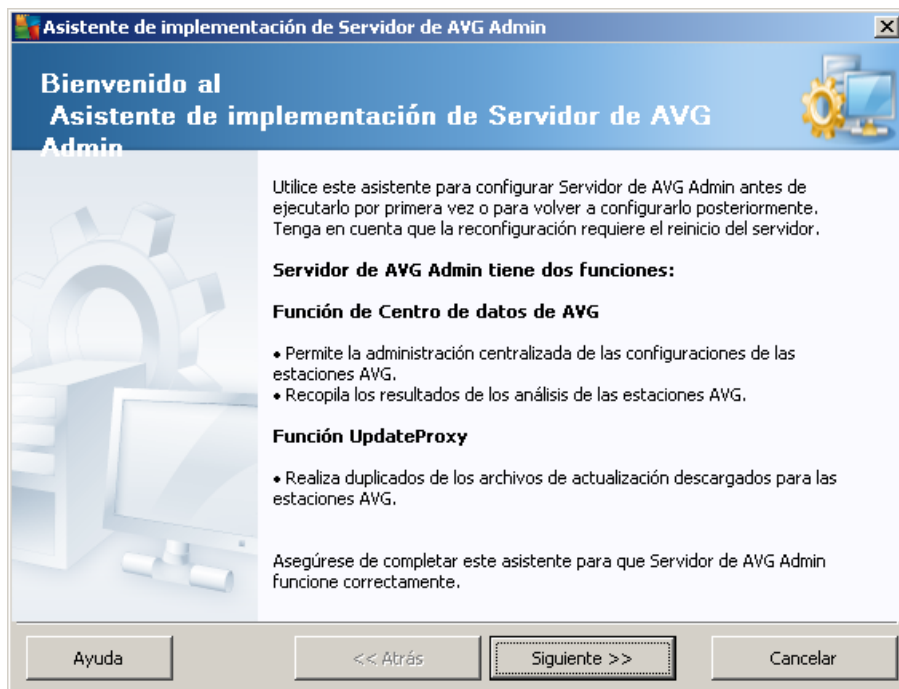 Asistente de implementación de Servidor de AVG Admin
Bienvenido al
Asistente de implementación de Servidor de AVG
Admin
Utilice este asistente para configurar Servidor de AVG Admin antes de
ejecutarlo por primera vez o para volver a configurarlo posteriormente.
Tenga en cuenta que la reconfiguración requiere el reinicio del servidor.
Servidor de AVG Admin tiene dos funciones:
Función de Centro de datos de AVG
• Permite la administración centralizada de las configuraciones de las
estaciones AVG.
• Recopila los resultados de los análisis de las estaciones AVG.
Función UpdateProxy
• Realiza duplicados de los archivos de actualización descargados para las
estaciones AVG.
Asegúrese de completar este asistente para que Servidor de AVG Admin
funcione correctamente.
Ayuda
<< Atrás
Siguiente >>
Cancelar